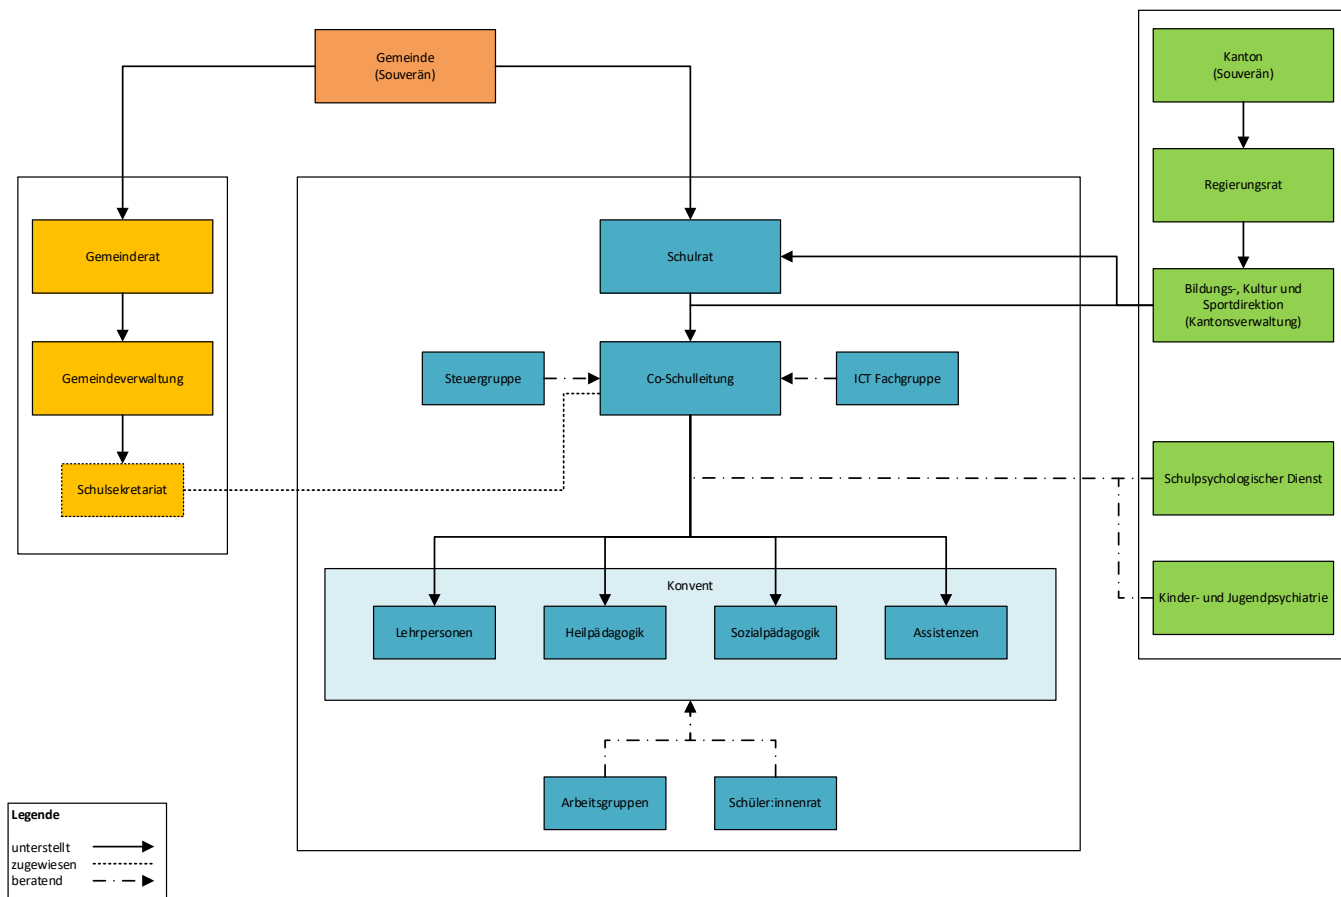 Gemeinde
(Souverän)
Kanton
(Souverän)
Regierungsrat
Gemeinderat
Schulrat
Bildungs-, Kultur und
Sportdirektion
(Kantonsverwaltung)
Gemeindeverwaltung
Steuergruppe
Co-Schulleitung
ICT Fachgruppe
Schulsekretariat
Schulpsychologischer Dienst
Konvent
Lehrpersonen
Heilpädagogik
Sozialpädagogik
Assistenzen
Kinder- und Jugendpsychiatrie
Arbeitsgruppen
Schüler:innenrat
Legende
unterstellt
zugewiesen
beratend